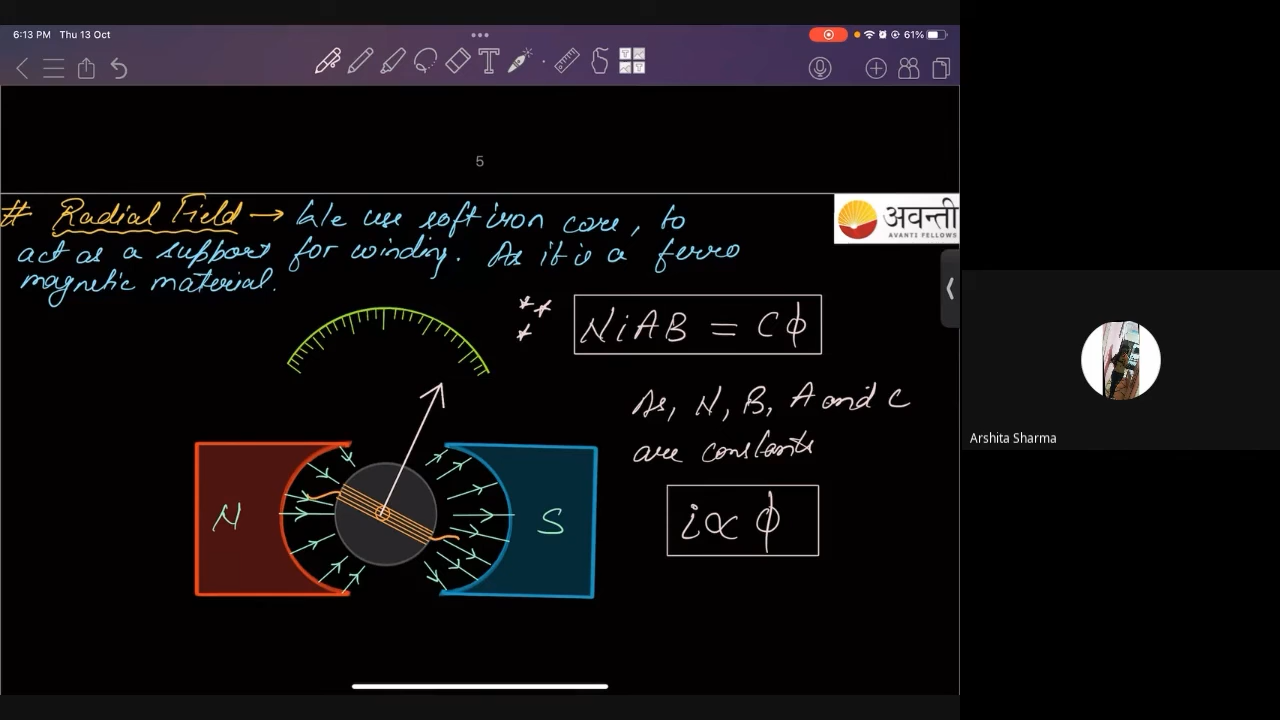 6:13 PM Thu 13 Oct
61%
5
# Radial Field → We use soft iron core, to
act as a support for winding. As it is a ferro
magnetic material.
अवन्ती
AVANTI FELLOWS
NiAB = Cϕ
As, N, B, A and C
are constants
i∝ϕ
N
S
Arshita Sharma